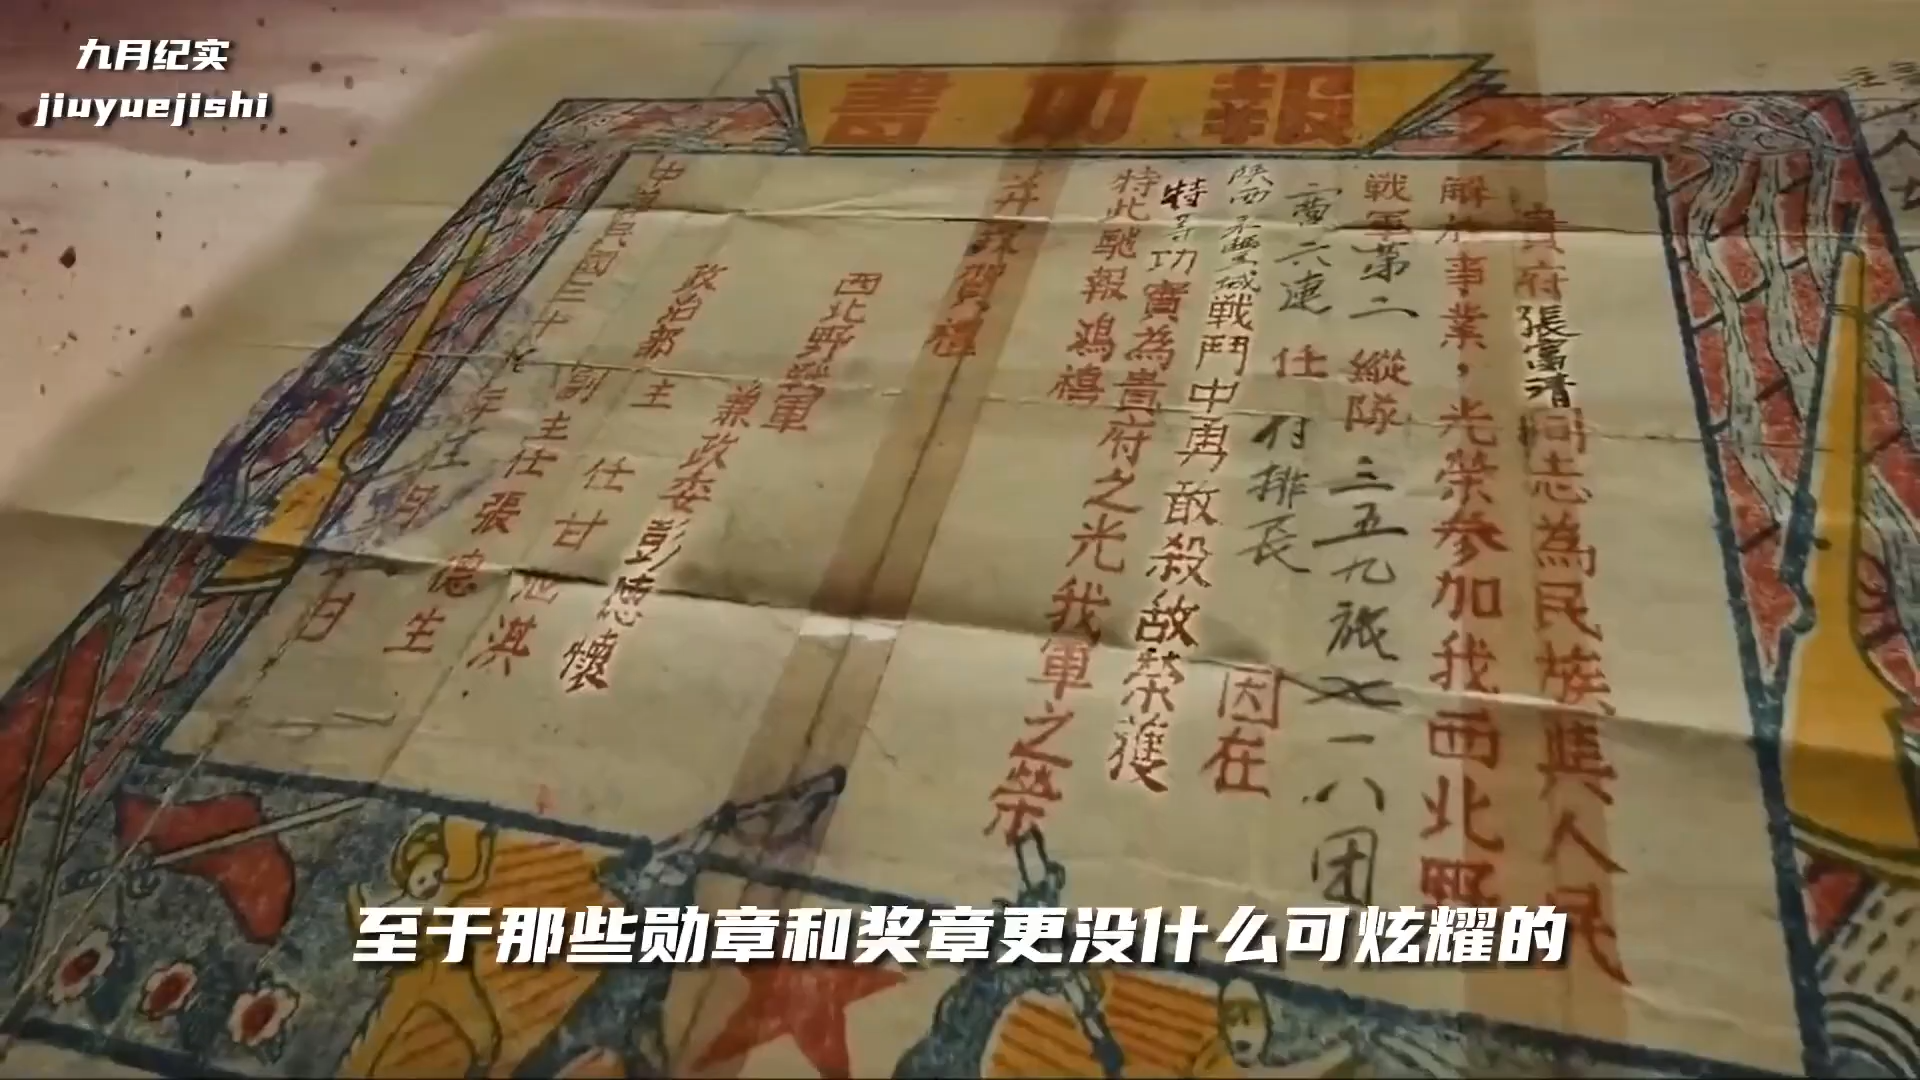 九月纪实
jiuyuejishi
報功書
貴府張富清同志為民族與人民
解放事業，光榮參加我西北野
戰軍第二縱隊三五九旅七一八團
六連任付排長
因在
陝西永豐城戰鬥中勇敢殺敵榮獲
特等功實為貴府之光我軍之榮
特此馳報鴻禧
并致賀忱
西北野戰軍
兼政委彭德懷
政治部主任甘泗淇
副主任張德生
中華民國三十七年
月
日
至于那些勋章和奖章更没什么可炫耀的